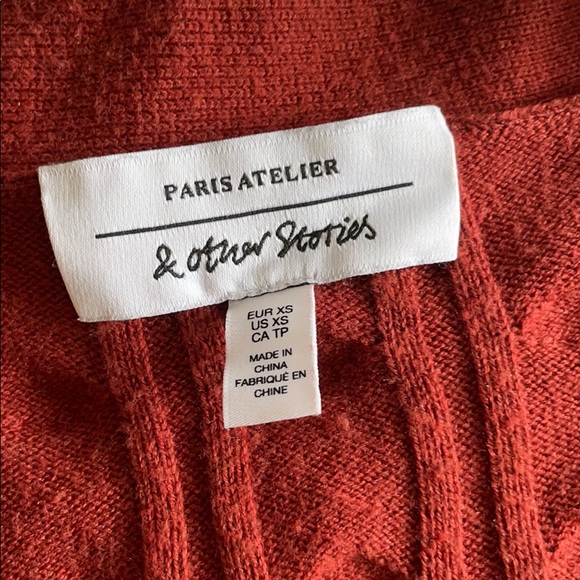 PARIS ATELIER
& other Stories
EUR XS
US XS
CA TP
MADE IN
CHINA
FABRIQUÉ EN
CHINE